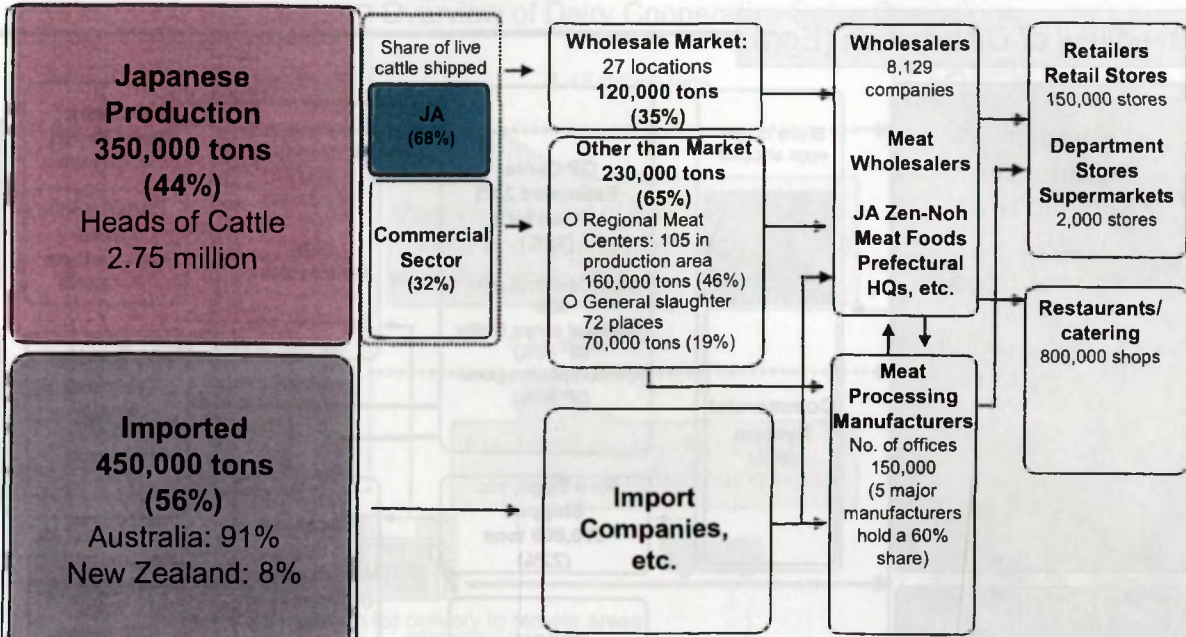 Japanese
Production
350,000 tons
(44%)
Heads of Cattle
2.75 million
Imported
450,000 tons
(56%)
Australia: 91%
New Zealand: 8%
Share of live
cattle shipped
JA
(68%)
Commercial
Sector
(32%)
Wholesale Market:
27 locations
120,000 tons
(35%)
Other than Market
230,000 tons
(65%)
O Regional Meat
Centers: 105 in
production area
160,000 tons (46%)
O General slaughter
72 places
70,000 tons (19%)
Import
Companies,
etc.
Wholesalers
8,129
companies
Meat
Wholesalers
JA Zen-Noh
Meat Foods
Prefectural
HQs, etc.
Meat
Processing
Manufacturers
No. of offices
150,000
(5 major
manufacturers
hold a 60%
share)
Retailers
Retail Stores
150,000 stores
Department
Stores
Supermarkets
2,000 stores
Restaurants/
catering
800,000 shops